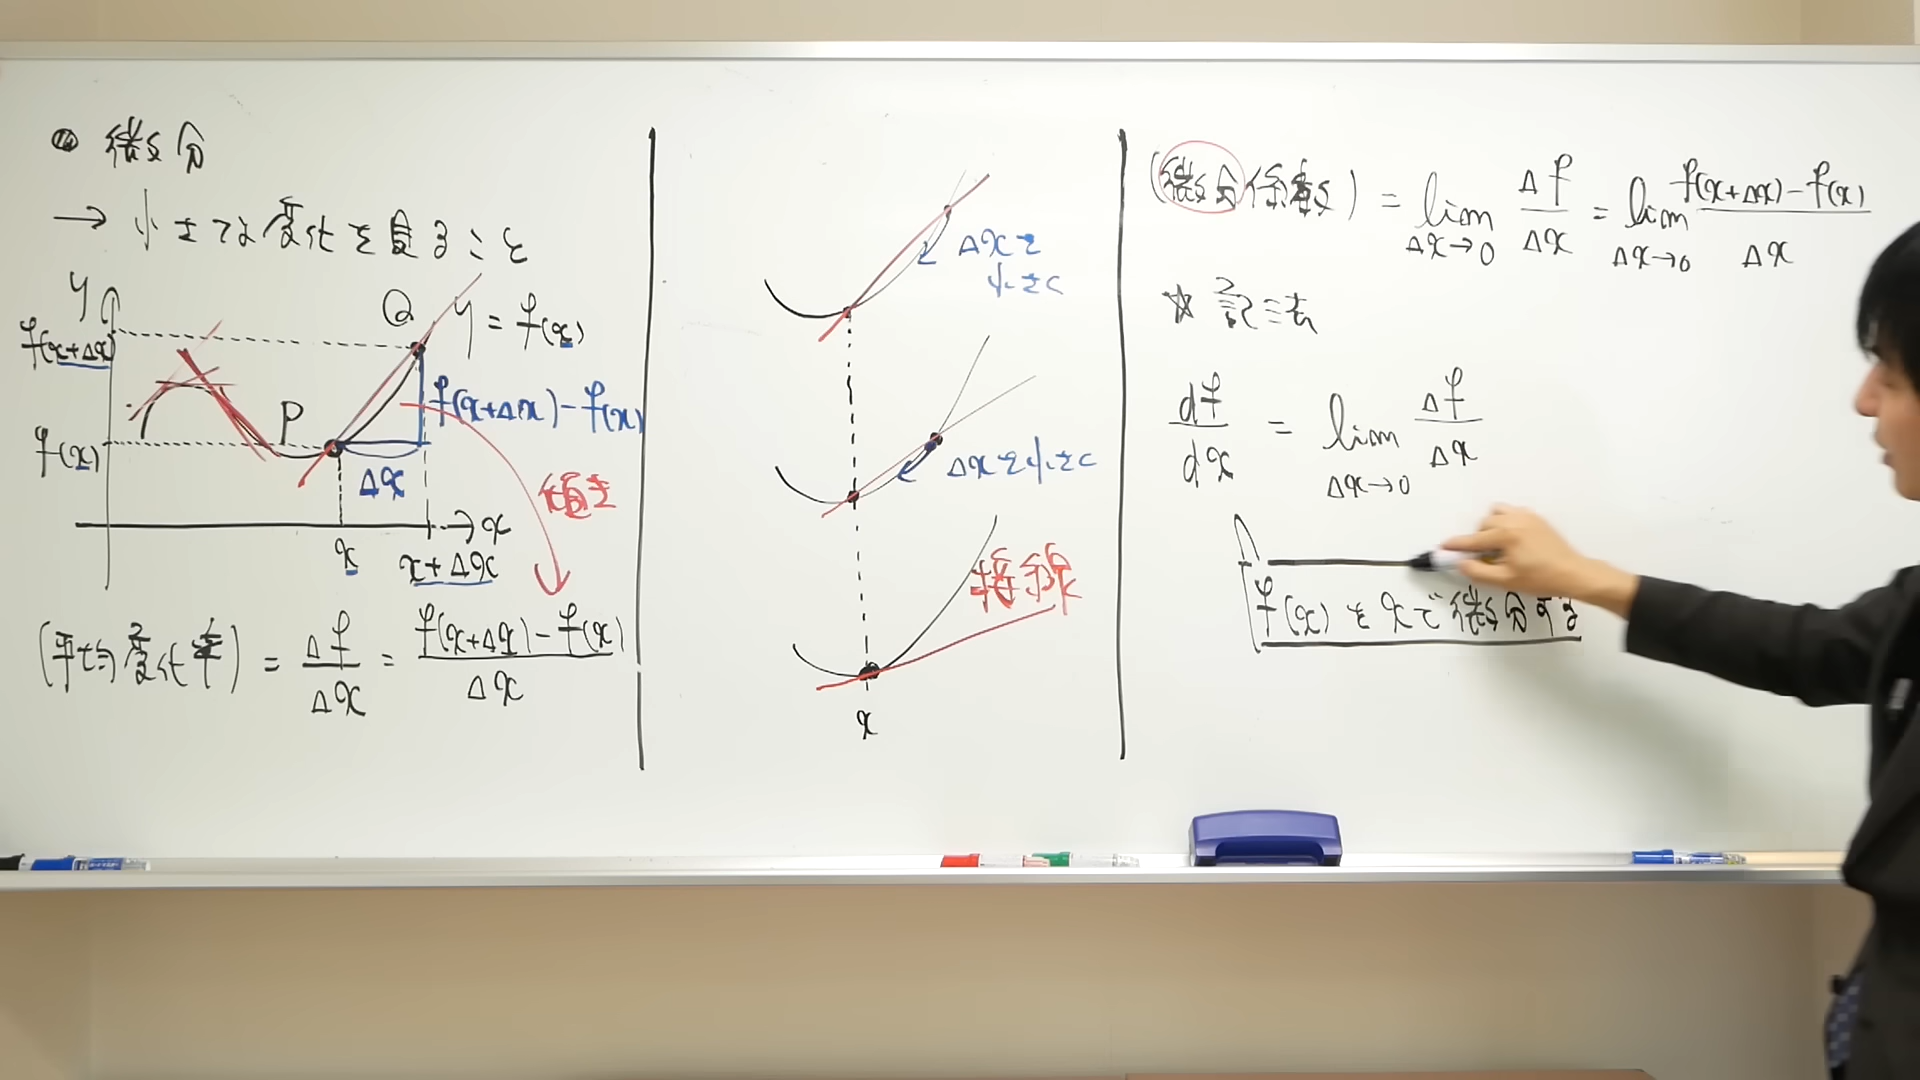 ● 微分
→ 小さな変化を見ること
y
Q
y = f(x)
f(x+Δx)
P
f(x+Δx)-f(x)
f(x)
Δx
傾き
x
x
x+Δx
(平均変化率) = Δf/Δx = f(x+Δx)-f(x)/Δx
Δxを
小さく
Δxを小さく
接線
x
(微分係数) = lim Δx→0 Δf/Δx = lim Δx→0 f(x+Δx)-f(x)/Δx
☆ 記法
df/dx = lim Δx→0 Δf/Δx
f(x)をxで微分する